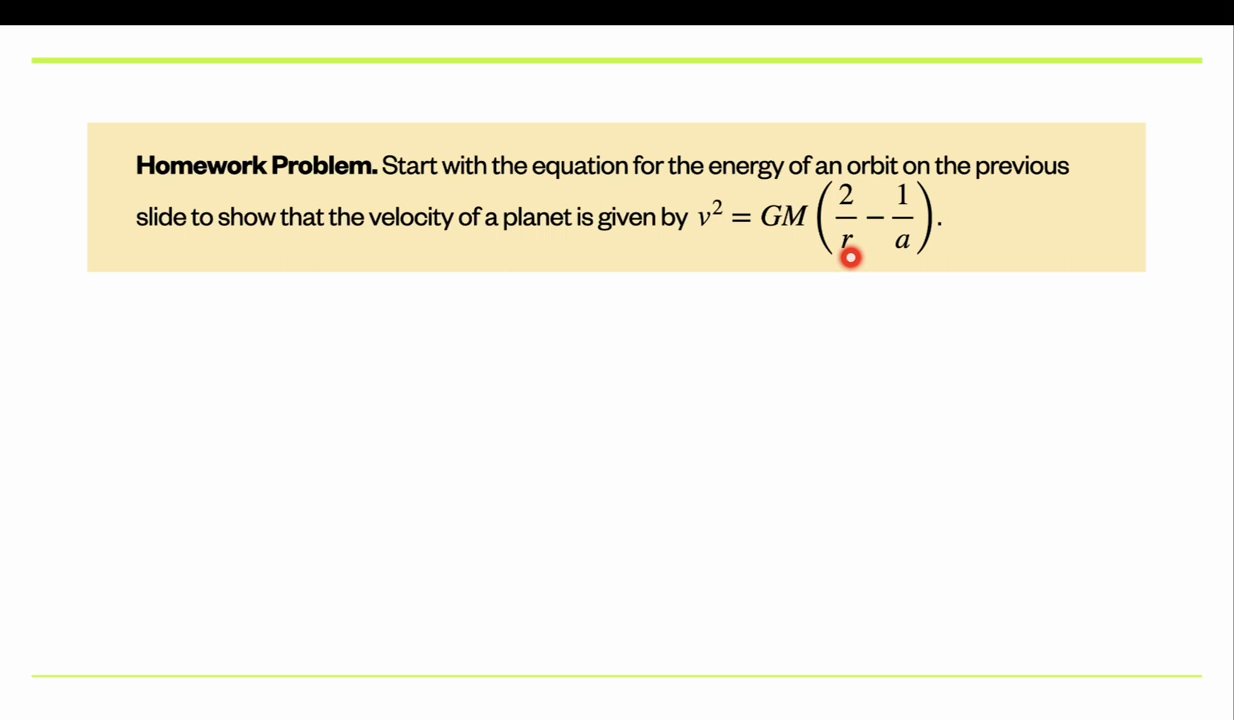 Homework Problem. Start with the equation for the energy of an orbit on the previous
slide to show that the velocity of a planet is given by v² = GM (2/r − 1/a).